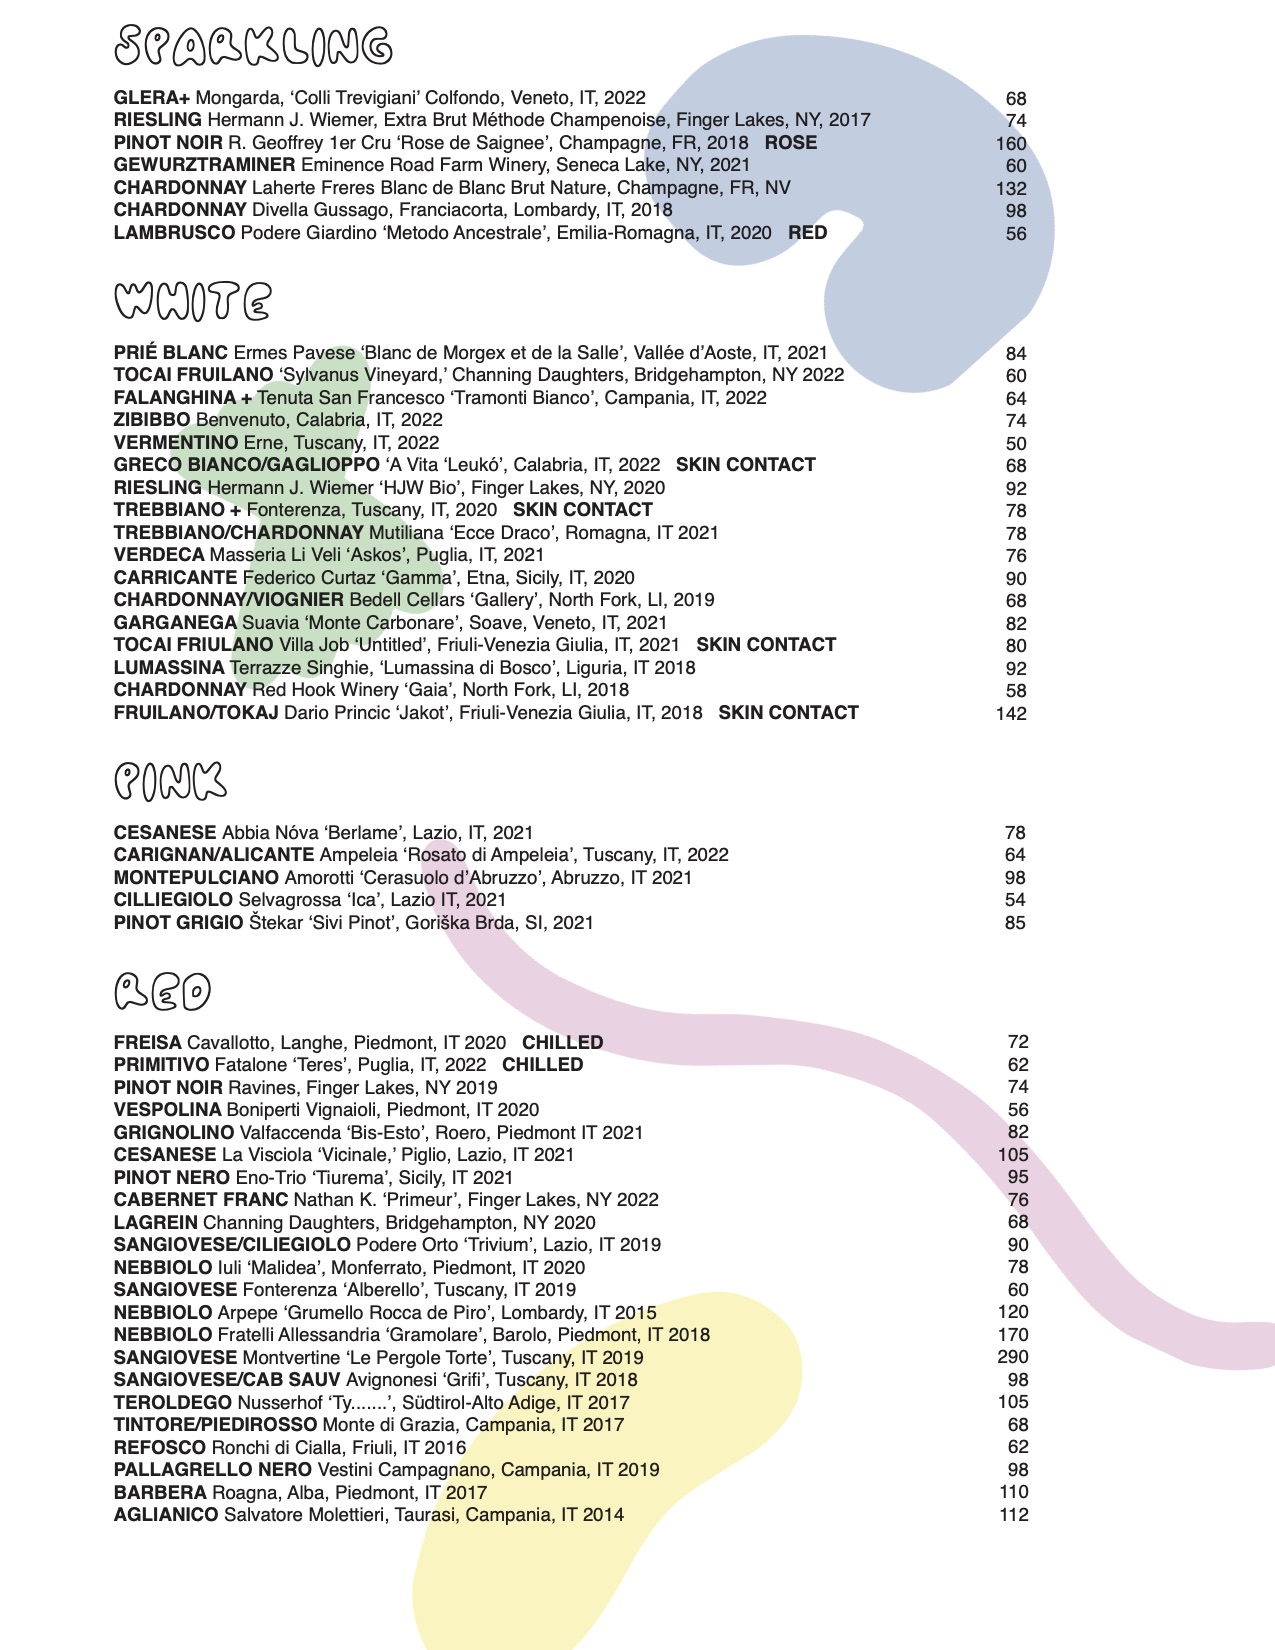 SPARKLING
GLERA+ Mongarda, ‘Colli Trevigiani’ Colfondo, Veneto, IT, 2022 68
RIESLING Hermann J. Wiemer, Extra Brut Méthode Champenoise, Finger Lakes, NY, 2017 74
PINOT NOIR R. Geoffrey 1er Cru ‘Rose de Saignee’, Champagne, FR, 2018 ROSE 160
GEWURZTRAMINER Eminence Road Farm Winery, Seneca Lake, NY, 2021 60
CHARDONNAY Laherte Freres Blanc de Blanc Brut Nature, Champagne, FR, NV 132
CHARDONNAY Divella Gussago, Franciacorta, Lombardy, IT, 2018 98
LAMBRUSCO Podere Giardino ‘Metodo Ancestrale’, Emilia-Romagna, IT, 2020 RED 56
WHITE
PRIÉ BLANC Ermes Pavese ‘Blanc de Morgex et de la Salle’, Vallée d’Aoste, IT, 2021 84
TOCAI FRUILANO ‘Sylvanus Vineyard,’ Channing Daughters, Bridgehampton, NY 2022 60
FALANGHINA + Tenuta San Francesco ‘Tramonti Bianco’, Campania, IT, 2022 64
ZIBIBBO Benvenuto, Calabria, IT, 2022 74
VERMENTINO Erne, Tuscany, IT, 2022 50
GRECO BIANCO/GAGLIOPPO ‘A Vita ‘Leukó’, Calabria, IT, 2022 SKIN CONTACT 68
RIESLING Hermann J. Wiemer ‘HJW Bio’, Finger Lakes, NY, 2020 92
TREBBIANO + Fonterenza, Tuscany, IT, 2020 SKIN CONTACT 78
TREBBIANO/CHARDONNAY Mutiliana ‘Ecce Draco’, Romagna, IT 2021 78
VERDECA Masseria Li Veli ‘Askos’, Puglia, IT, 2021 76
CARRICANTE Federico Curtaz ‘Gamma’, Etna, Sicily, IT, 2020 90
CHARDONNAY/VIOGNIER Bedell Cellars ‘Gallery’, North Fork, LI, 2019 68
GARGANEGA Suavia ‘Monte Carbonare’, Soave, Veneto, IT, 2021 82
TOCAI FRIULANO Villa Job ‘Untitled’, Friuli-Venezia Giulia, IT, 2021 SKIN CONTACT 80
LUMASSINA Terrazze Singhie, ‘Lumassina di Bosco’, Liguria, IT 2018 92
CHARDONNAY Red Hook Winery ‘Gaia’, North Fork, LI, 2018 58
FRUILANO/TOKAJ Dario Princic ‘Jakot’, Friuli-Venezia Giulia, IT, 2018 SKIN CONTACT 142
PINK
CESANESE Abbia Nóva ‘Berlame’, Lazio, IT, 2021 78
CARIGNAN/ALICANTE Ampeleia ‘Rosato di Ampeleia’, Tuscany, IT, 2022 64
MONTEPULCIANO Amorotti ‘Cerasuolo d’Abruzzo’, Abruzzo, IT 2021 98
CILLIEGIOLO Selvagrossa ‘Ica’, Lazio IT, 2021 54
PINOT GRIGIO Štekar ‘Sivi Pinot’, Goriška Brda, SI, 2021 85
RED
FREISA Cavallotto, Langhe, Piedmont, IT 2020 CHILLED 72
PRIMITIVO Fatalone ‘Teres’, Puglia, IT, 2022 CHILLED 62
PINOT NOIR Ravines, Finger Lakes, NY 2019 74
VESPOLINA Boniperti Vignaioli, Piedmont, IT 2020 56
GRIGNOLINO Valfaccenda ‘Bis-Esto’, Roero, Piedmont IT 2021 82
CESANESE La Visciola ‘Vicinale,’ Piglio, Lazio, IT 2021 105
PINOT NERO Eno-Trio ‘Tiurema’, Sicily, IT 2021 95
CABERNET FRANC Nathan K. ‘Primeur’, Finger Lakes, NY 2022 76
LAGREIN Channing Daughters, Bridgehampton, NY 2020 68
SANGIOVESE/CILIEGIOLO Podere Orto ‘Trivium’, Lazio, IT 2019 90
NEBBIOLO Iuli ‘Malidea’, Monferrato, Piedmont, IT 2020 78
SANGIOVESE Fonterenza ‘Alberello’, Tuscany, IT 2019 60
NEBBIOLO Arpepe ‘Grumello Rocca de Piro’, Lombardy, IT 2015 120
NEBBIOLO Fratelli Allessandria ‘Gramolare’, Barolo, Piedmont, IT 2018 170
SANGIOVESE Montvertine ‘Le Pergole Torte’, Tuscany, IT 2019 290
SANGIOVESE/CAB SAUV Avignonesi ‘Grifi’, Tuscany, IT 2018 98
TEROLDEGO Nusserhof ‘Ty.......’, Südtirol-Alto Adige, IT 2017 105
TINTORE/PIEDIROSSO Monte di Grazia, Campania, IT 2017 68
REFOSCO Ronchi di Cialla, Friuli, IT 2016 62
PALLAGRELLO NERO Vestini Campagnano, Campania, IT 2019 98
BARBERA Roagna, Alba, Piedmont, IT 2017 110
AGLIANICO Salvatore Molettieri, Taurasi, Campania, IT 2014 112